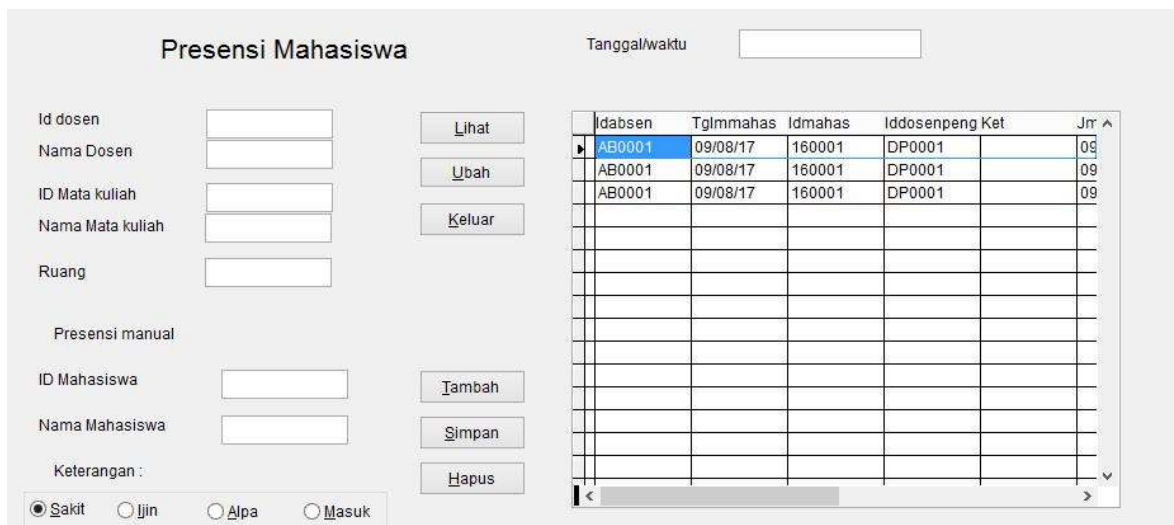 Presensi Mahasiswa
Tanggal/waktu
Id dosen
Nama Dosen
ID Mata kuliah
Nama Mata kuliah
Ruang
Lihat
Ubah
Keluar
Presensi manual
ID Mahasiswa
Nama Mahasiswa
Keterangan :
Sakit Ijin Alpa Masuk
Tambah
Simpan
Hapus
Idabsen Tglmmahas Idmahas Iddosenpeng Ket Jm
AB0001 09/08/17 160001 DP0001 09
AB0001 09/08/17 160001 DP0001 09
AB0001 09/08/17 160001 DP0001 09